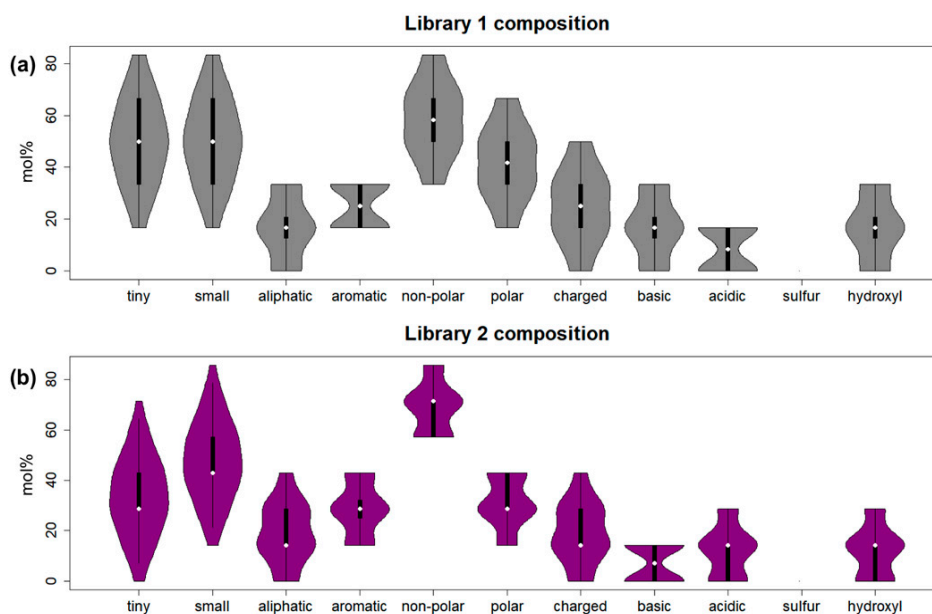 Library 1 composition
(a)
mol%
80
60
40
20
0
tiny small aliphatic aromatic non-polar polar charged basic acidic sulfur hydroxyl
Library 2 composition
(b)
mol%
80
60
40
20
0
tiny small aliphatic aromatic non-polar polar charged basic acidic sulfur hydroxyl